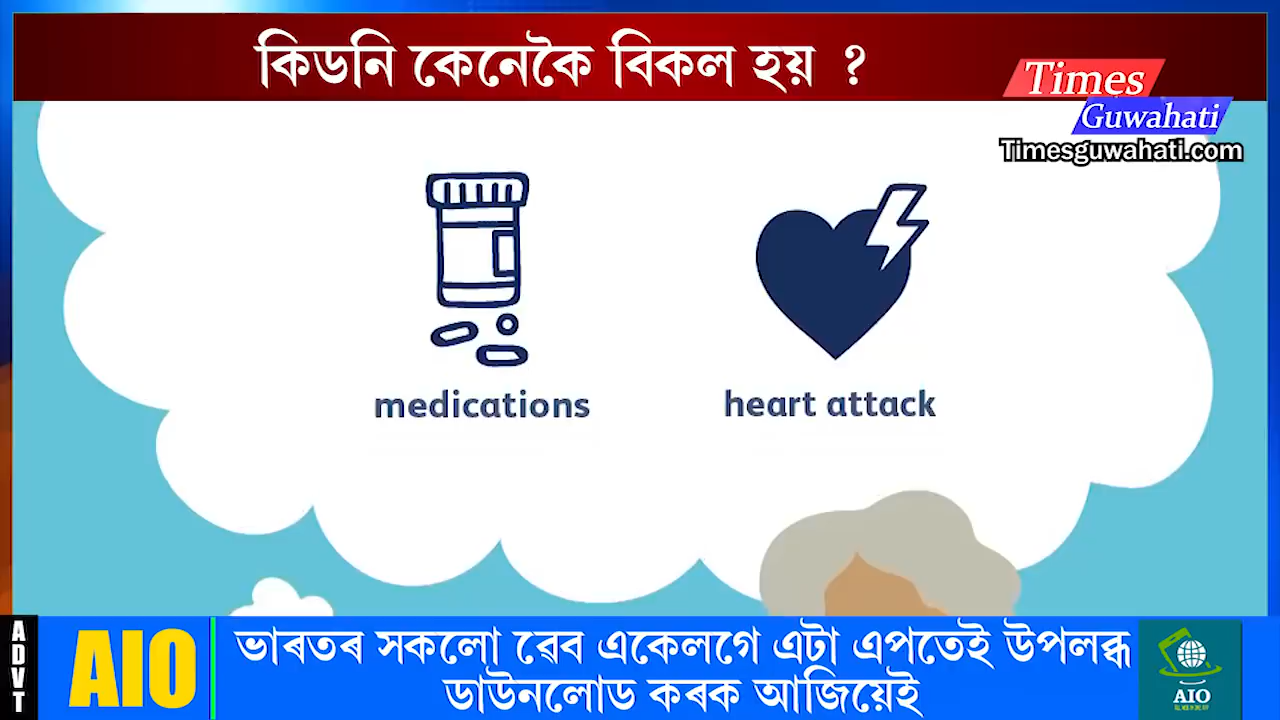 কিডনি কেনেকৈ বিকল হয় ?
Times
Guwahati
Timesguwahati.com
medications
heart attack
ADVT
AIO
ভাৰতৰ সকলো ৱেব একেলগে এটা এপতেই উপলব্ধ
ডাউনলোড কৰক আজিয়েই
AIO